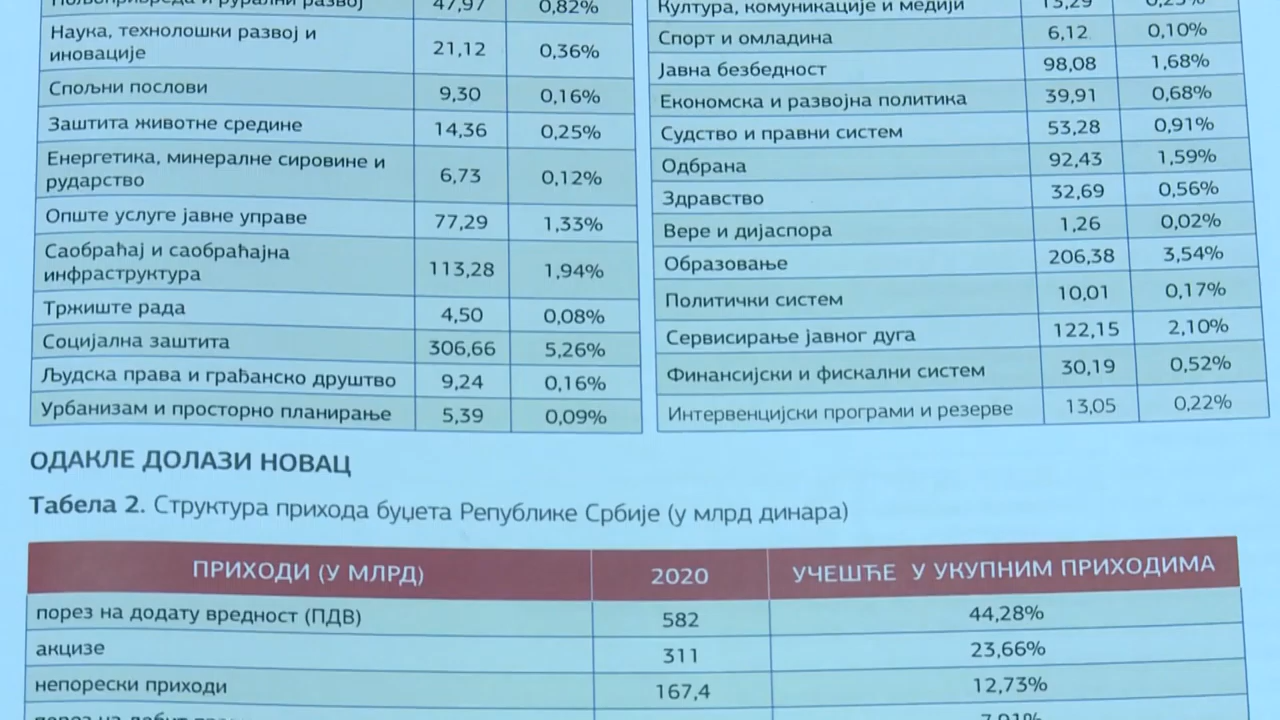 47,97 0,82%
Наука, технолошки развој и
иновације 21,12 0,36%
Спољни послови 9,30 0,16%
Заштита животне средине 14,36 0,25%
Енергетика, минералне сировине и
рударство 6,73 0,12%
Опште услуге јавне управе 77,29 1,33%
Саобраћај и саобраћајна
инфраструктура 113,28 1,94%
Тржиште рада 4,50 0,08%
Социјална заштита 306,66 5,26%
Људска права и грађанско друштво 9,24 0,16%
Урбанизам и просторно планирање 5,39 0,09%
Култура, комуникације и медији
Спорт и омладина 6,12 0,10%
Јавна безбедност 98,08 1,68%
Економска и развојна политика 39,91 0,68%
Судство и правни систем 53,28 0,91%
Одбрана 92,43 1,59%
Здравство 32,69 0,56%
Вере и дијаспора 1,26 0,02%
Образовање 206,38 3,54%
Политички систем 10,01 0,17%
Сервисирање јавног дуга 122,15 2,10%
Финансијски и фискални систем 30,19 0,52%
Интервенцијски програми и резерве 13,05 0,22%
ОДАКЛЕ ДОЛАЗИ НОВАЦ
Табела 2. Структура прихода буџета Републике Србије (у млрд динара)
ПРИХОДИ (У МЛРД) 2020 УЧЕШЋЕ У УКУПНИМ ПРИХОДИМА
порез на додату вредност (ПДВ) 582 44,28%
акцизе 311 23,66%
непорески приходи 167,4 12,73%